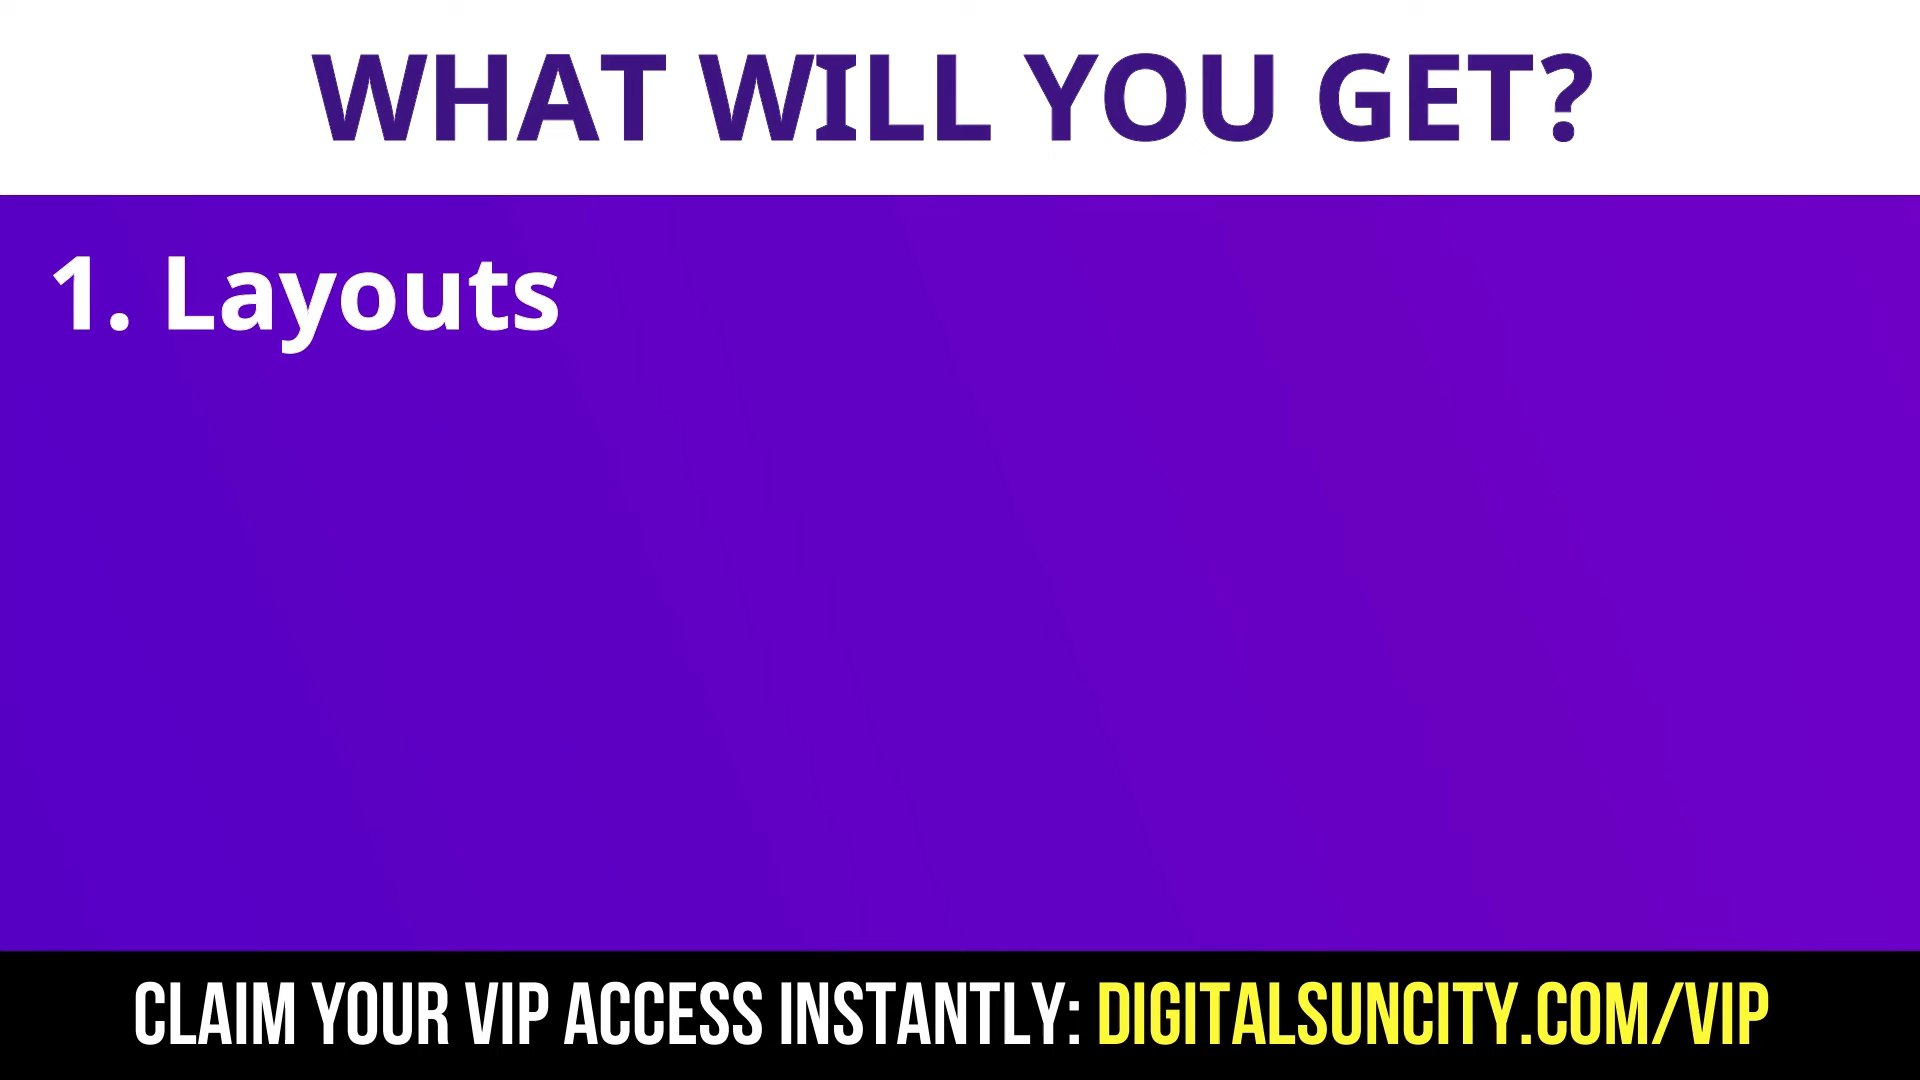 WHAT WILL YOU GET?
1. Layouts
CLAIM YOUR VIP ACCESS INSTANTLY: DIGITALSUNCITY.COM/VIP